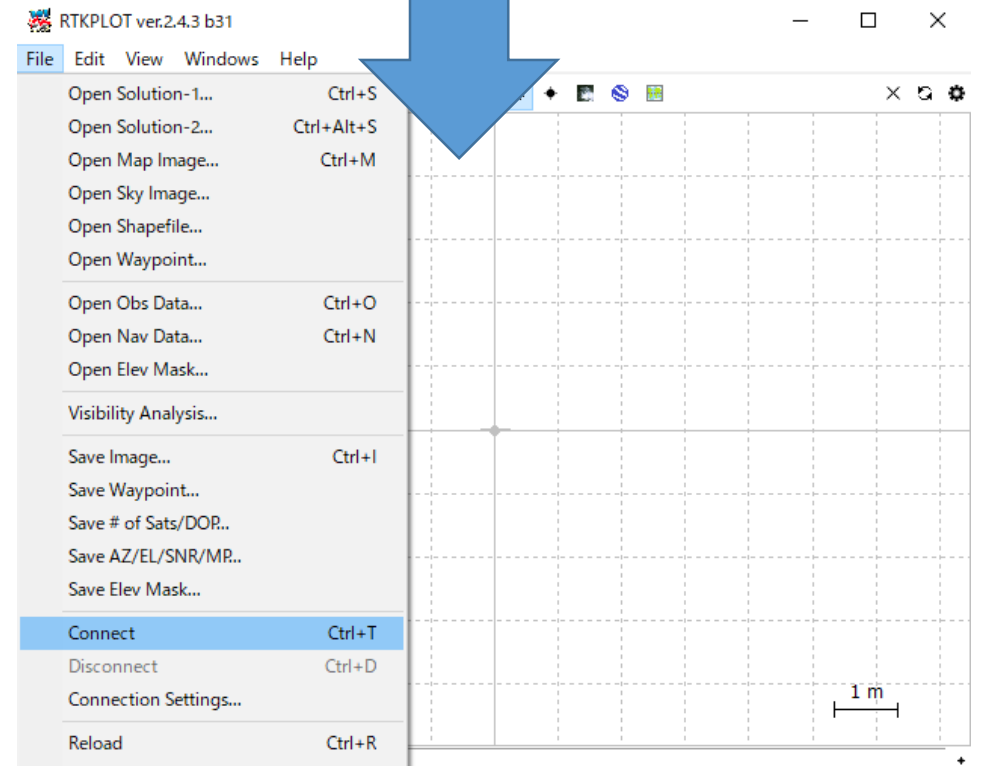 RTKPLOT ver.2.4.3 b31
File Edit View Windows Help
Open Solution-1... Ctrl+S
Open Solution-2... Ctrl+Alt+S
Open Map Image... Ctrl+M
Open Sky Image...
Open Shapefile...
Open Waypoint...
Open Obs Data... Ctrl+O
Open Nav Data... Ctrl+N
Open Elev Mask...
Visibility Analysis...
Save Image... Ctrl+I
Save Waypoint...
Save # of Sats/DOP...
Save AZ/EL/SNR/MP...
Save Elev Mask...
Connect Ctrl+T
Disconnect Ctrl+D
Connection Settings...
1 m
Reload Ctrl+R